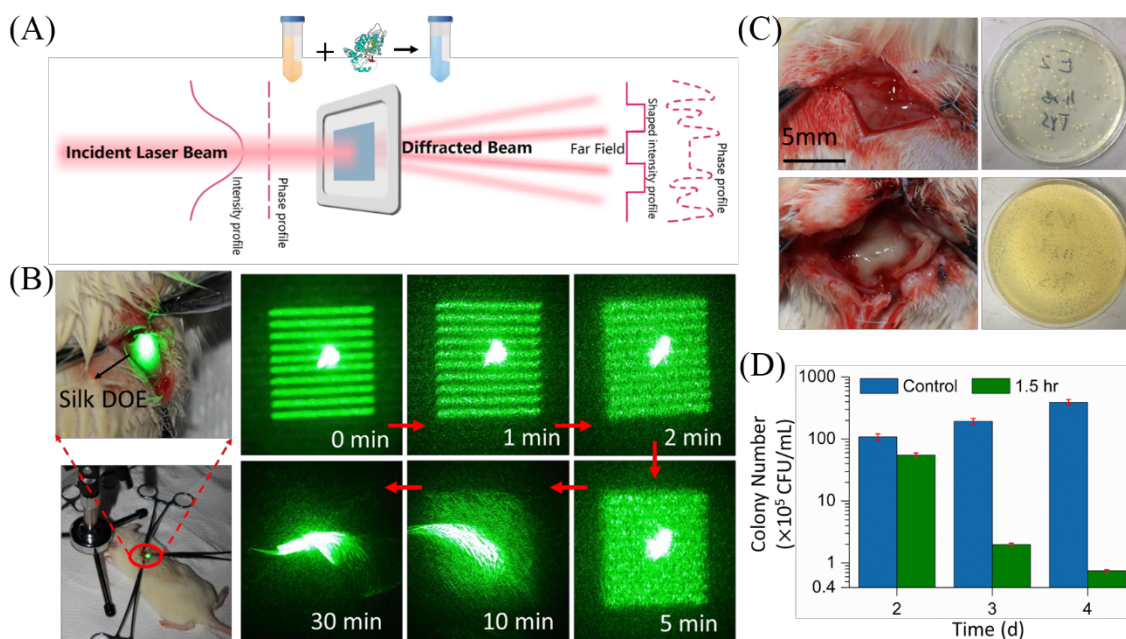 (A)
+
Incident Laser Beam
Intensity profile
Phase profile
Diffracted Beam
Far Field
Shaped intensity profile
Phase profile
(B)
Silk DOE
0 min
1 min
2 min
30 min
10 min
5 min
(C)
5mm
E2
(D)
Control
1.5 hr
Colony Number
(×10⁵ CFU/mL)
1000
100
10
1
0.4
2
3
4
Time (d)